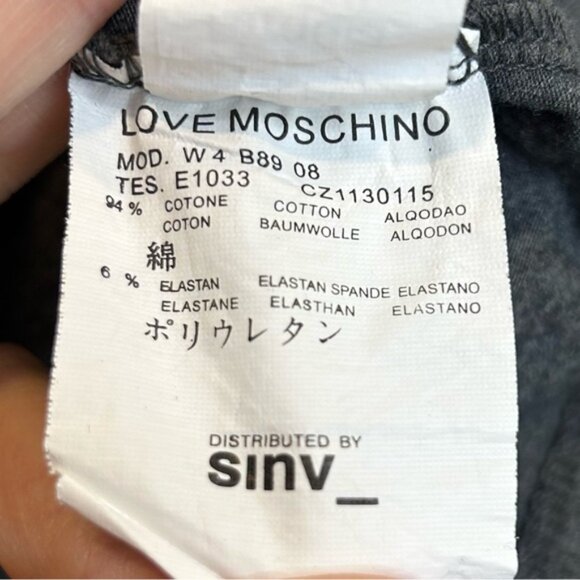 LOVE MOSCHINO
MOD. W 4 B89 08
TES. E1033 CZ1130115
94 % COTONE COTTON ALQODAO
COTON BAUMWOLLE ALQODON
綿
6 % ELASTAN ELASTAN SPANDE ELASTANO
ELASTANE ELASTHAN ELASTANO
ポリウレタン
DISTRIBUTED BY
sinv_